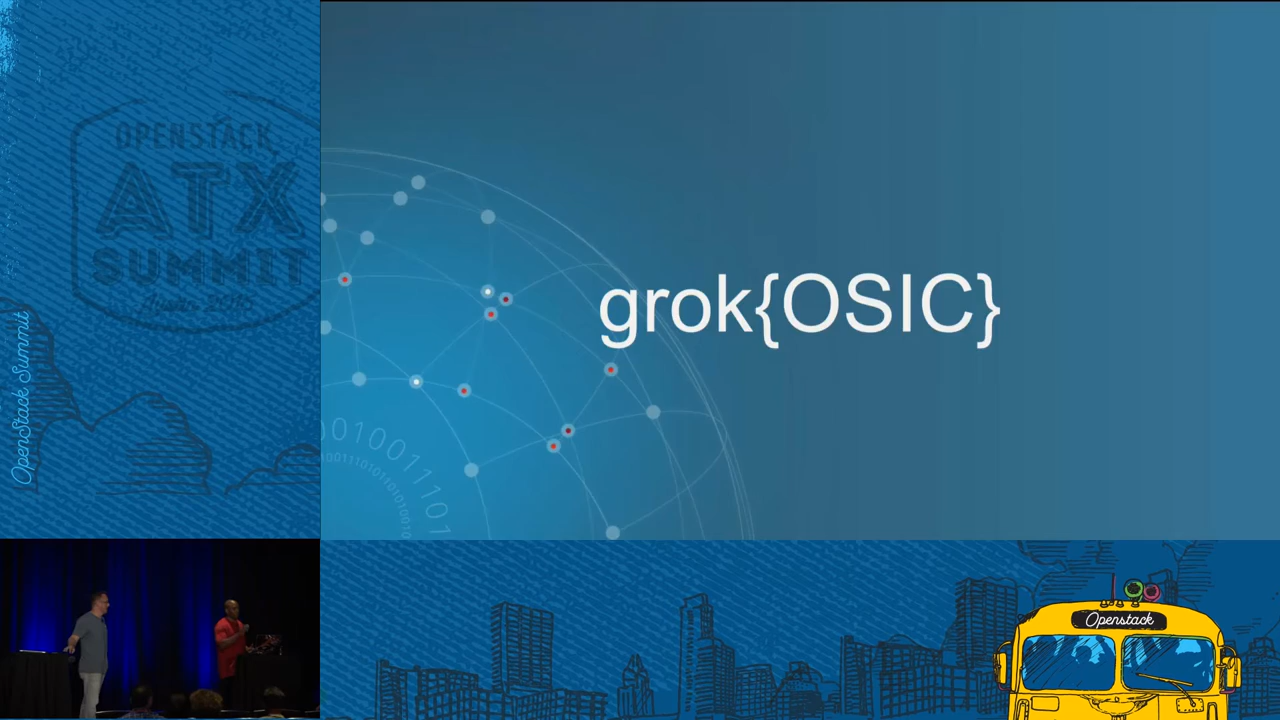 OPENSTACK
ATX
SUMMIT
OpenStack Summit
grok{OSIC}
Openstack